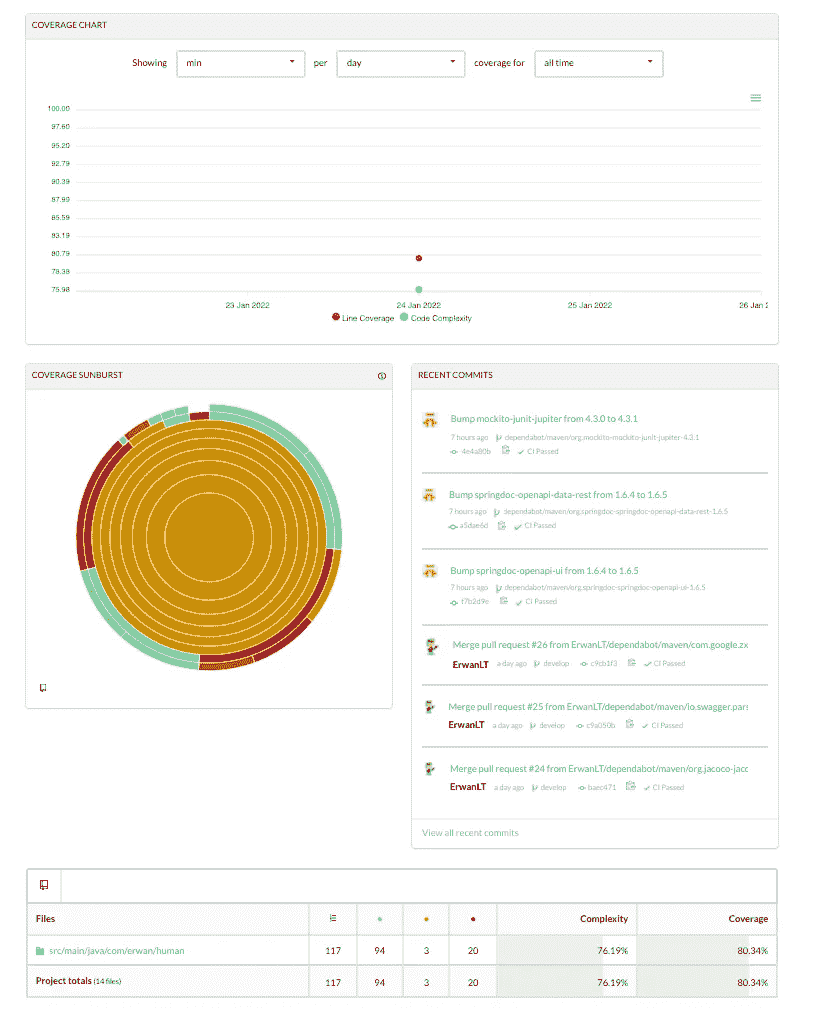 COVERAGE CHART
Showing min per day coverage for all time
100.00
97.60
95.20
92.79
90.39
87.99
85.59
83.19
80.79
78.38
75.98
23 Jan 2022 24 Jan 2022 25 Jan 2022 26 Jan 2
Line Coverage Code Complexity
COVERAGE SUNBURST
RECENT COMMITS
Bump mockito-junit-jupiter from 4.3.0 to 4.3.1
7 hours ago dependabot/maven/org.mockito-mockito-junit-jupiter-4.3.1
4e4a80b CI Passed
Bump springdoc-openapi-data-rest from 1.6.4 to 1.6.5
7 hours ago dependabot/maven/org.springdoc-springdoc-openapi-data-rest-1.6.5
a5dae6d CI Passed
Bump springdoc-openapi-ui from 1.6.4 to 1.6.5
7 hours ago dependabot/maven/org.springdoc-springdoc-openapi-ui-1.6.5
f7b2d9e CI Passed
Merge pull request #26 from ErwanLT/dependabot/maven/com.google.zx
ErwanLT a day ago develop c9cb1f3 CI Passed
Merge pull request #25 from ErwanLT/dependabot/maven/io.swagger.pars
ErwanLT a day ago develop c9a050b CI Passed
Merge pull request #24 from ErwanLT/dependabot/maven/org.jacoco-jacc
ErwanLT a day ago develop baec471 CI Passed
View all recent commits
Files Complexity Coverage
src/main/java/com/erwan/human 117 94 3 20 76.19% 80.34%
Project totals (14 files) 117 94 3 20 76.19% 80.34%